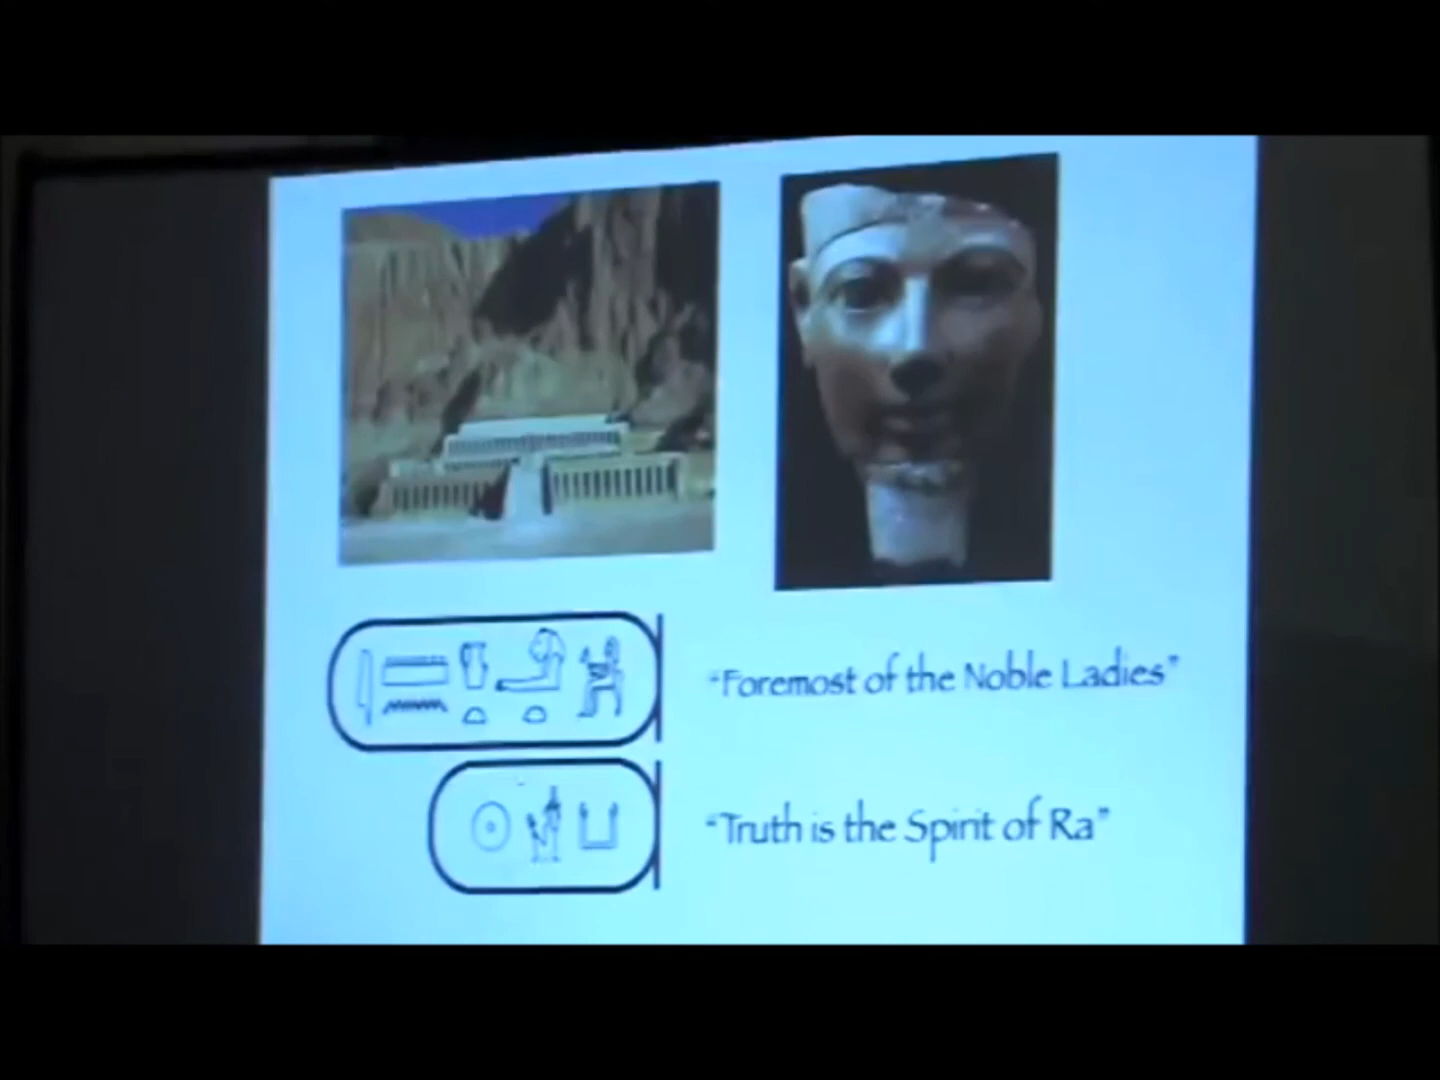 “Foremost of the Noble Ladies”
“Truth is the Spirit of Ra”